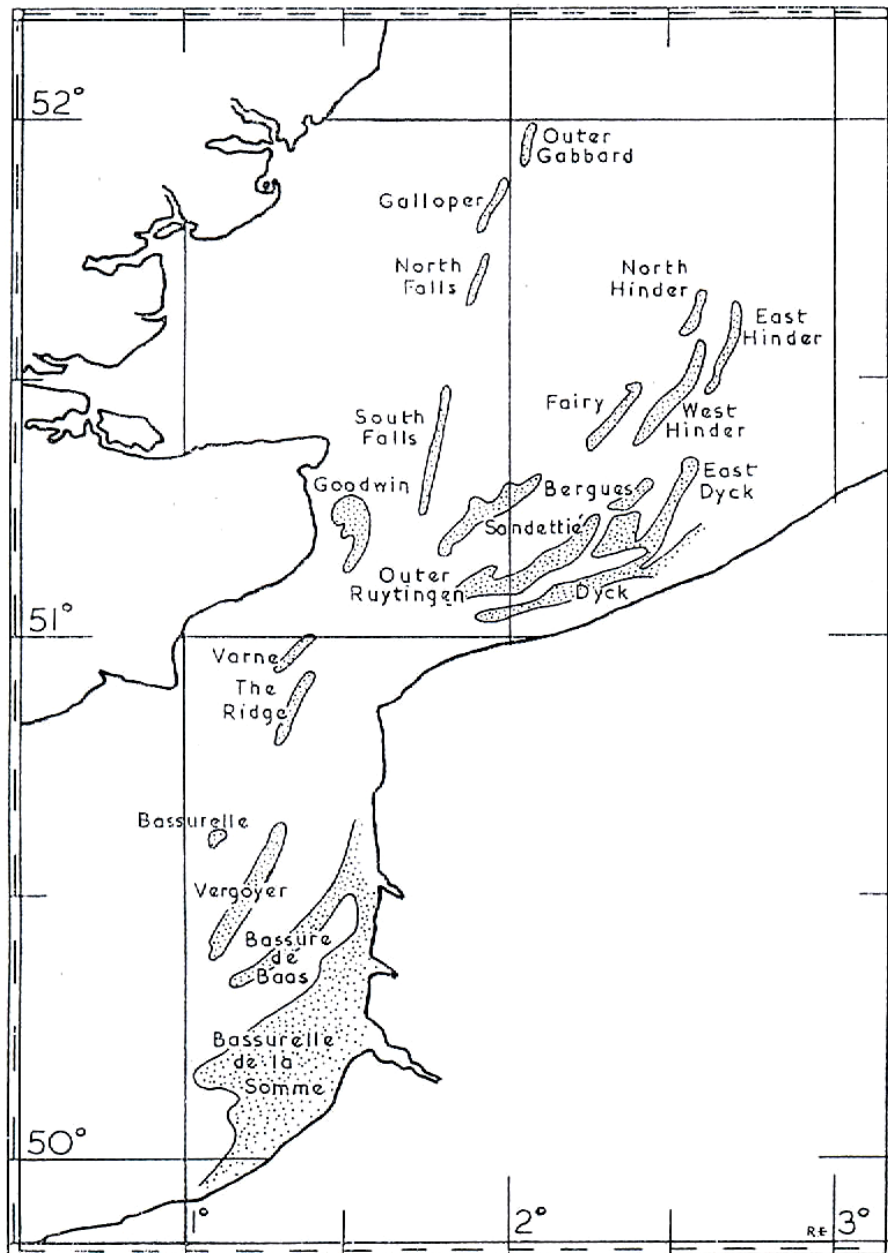 52°
Outer
Gabbard
Galloper
North
Falls
North
Hinder
East
Hinder
Fairy
West
Hinder
South
Falls
Goodwin
Bergues
East
Dyck
Sandettié
Outer
Ruytingen
Dyck
51°
Varne
The
Ridge
Bassurelle
Vergoyer
Bassure
de
Baas
Bassurelle
de la
Somme
50°
1°
2°
3°
R E